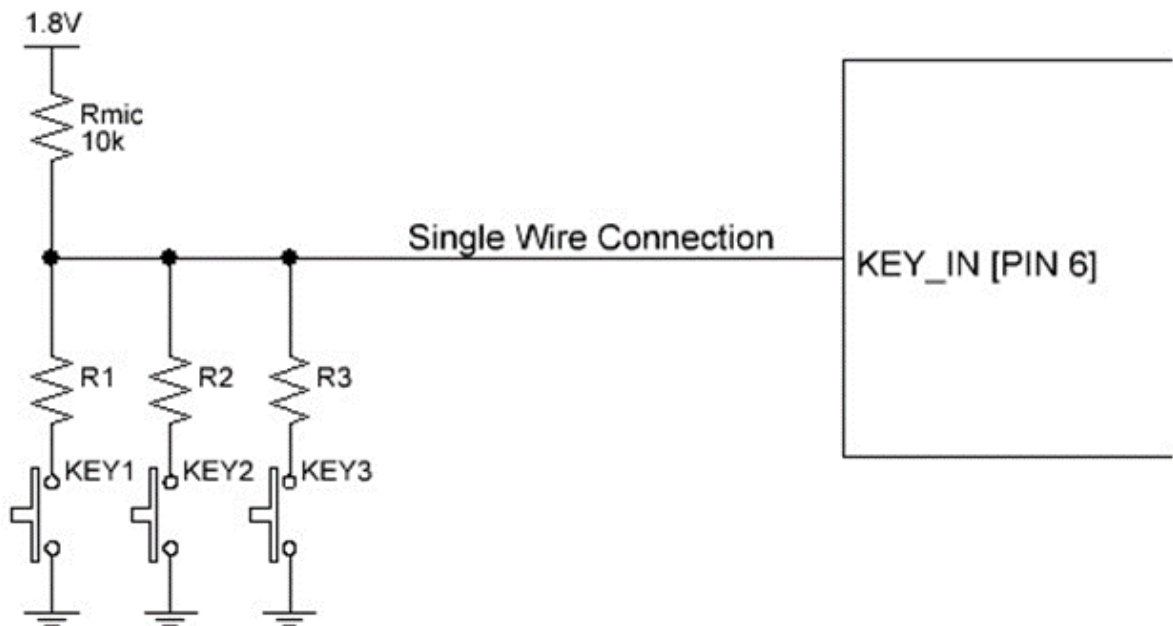 1.8V
Rmic
10k
Single Wire Connection
KEY_IN [PIN 6]
R1
R2
R3
KEY1
KEY2
KEY3